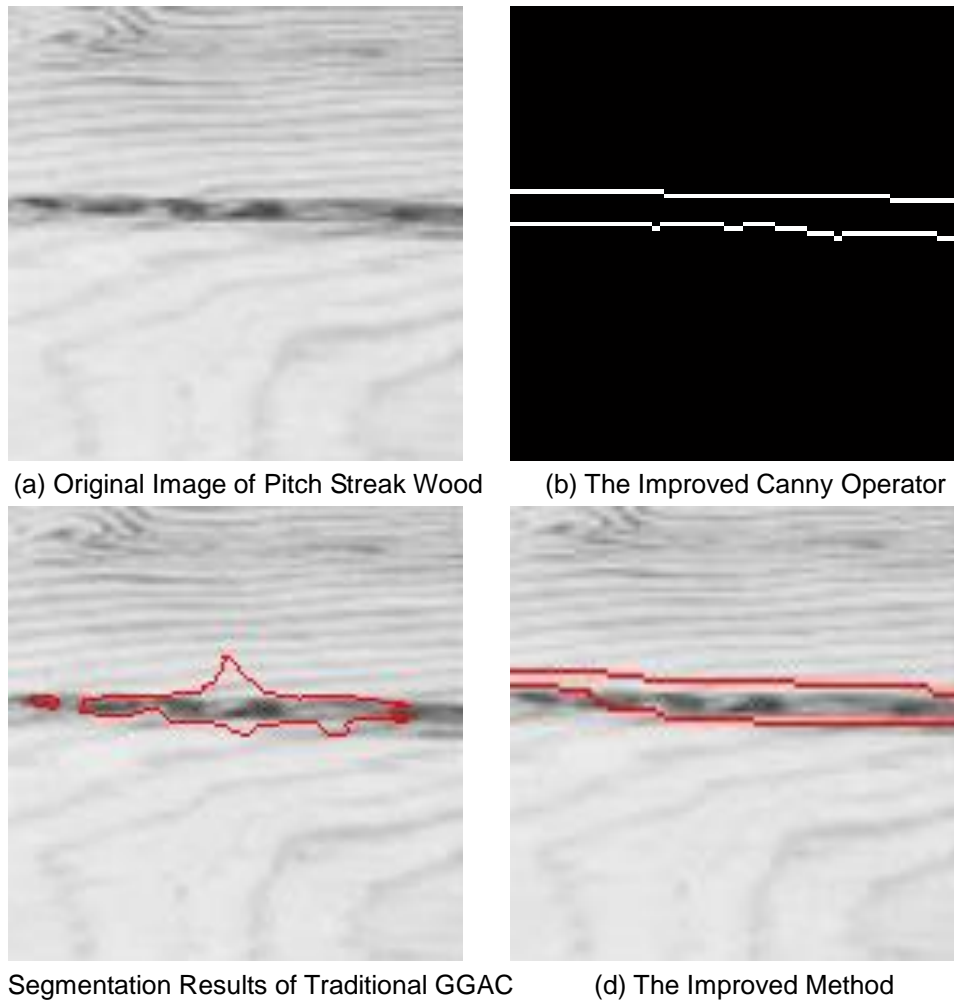 (a) Original Image of Pitch Streak Wood
(b) The Improved Canny Operator
Segmentation Results of Traditional GGAC
(d) The Improved Method